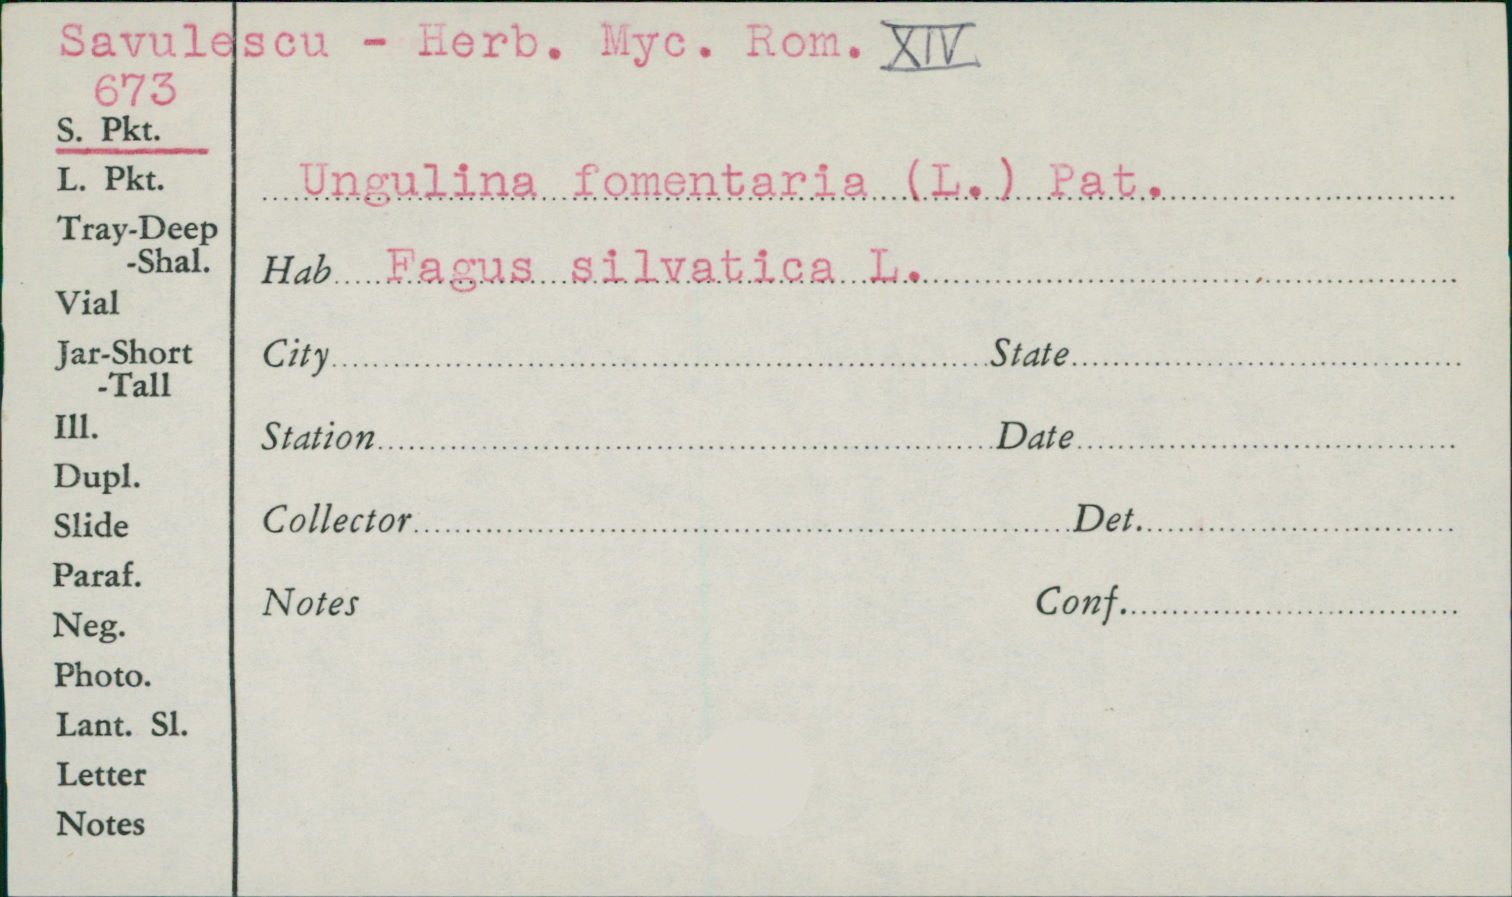 Savulescu - Herb. Myc. Rom. XIV
673
S. Pkt.
L. Pkt.
Tray-Deep
-Shal.
Vial
Jar-Short
-Tall
Ill.
Dupl.
Slide
Paraf.
Neg.
Photo.
Lant. Sl.
Letter
Notes
Ungulina fomentaria (L.) Pat.
Hab Fagus silvatica L.
City State
Station Date
Collector Det.
Notes Conf.